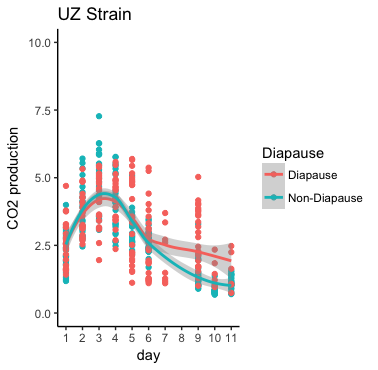 UZ Strain
10.0
7.5
5.0
2.5
0.0
CO2 production
1 2 3 4 5 6 7 8 9 10 11
day
Diapause
Diapause
Non-Diapause